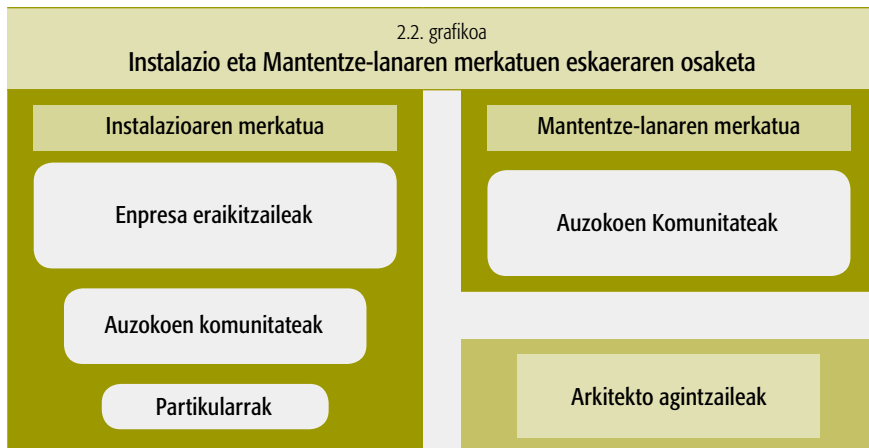 2.2. grafikoa
Instalazio eta Mantentze-lanaren merkatuen eskaeraren osaketa
Instalazioaren merkatua
Enpresa eraikitzaileak
Auzokoen komunitateak
Partikularrak
Mantentze-lanaren merkatua
Auzokoen Komunitateak
Arkitekto agintzaileak